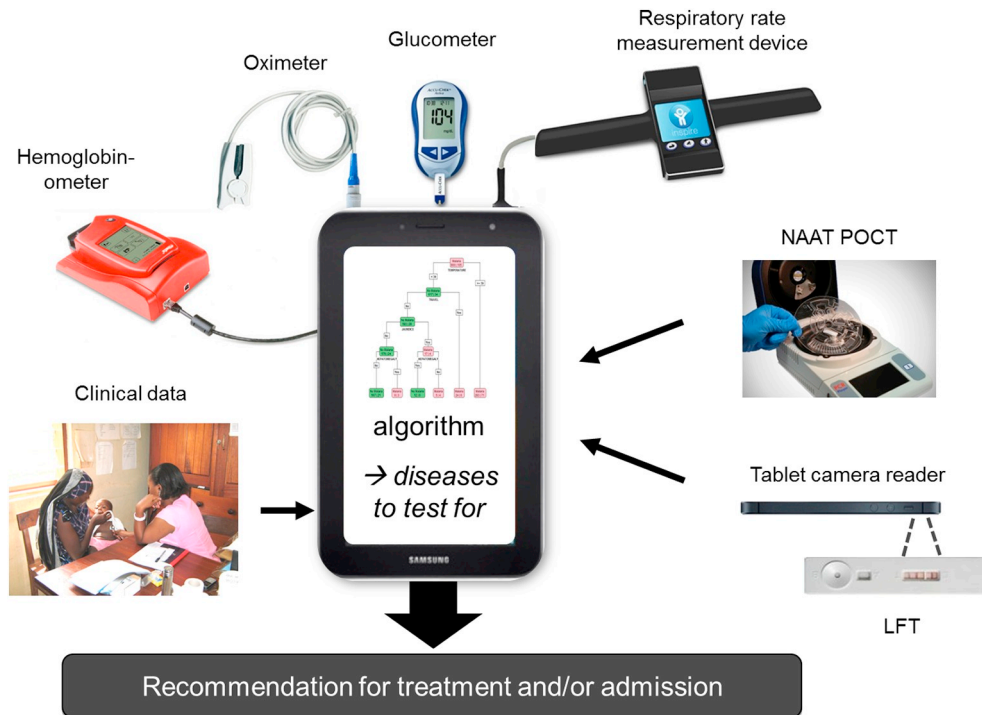 Respiratory rate
measurement device
Glucometer
Oximeter
Hemoglobin-
ometer
104
inspire
NAAT POCT
Clinical data
algorithm
→ diseases
to test for
Tablet camera reader
SAMSUNG
LFT
Recommendation for treatment and/or admission